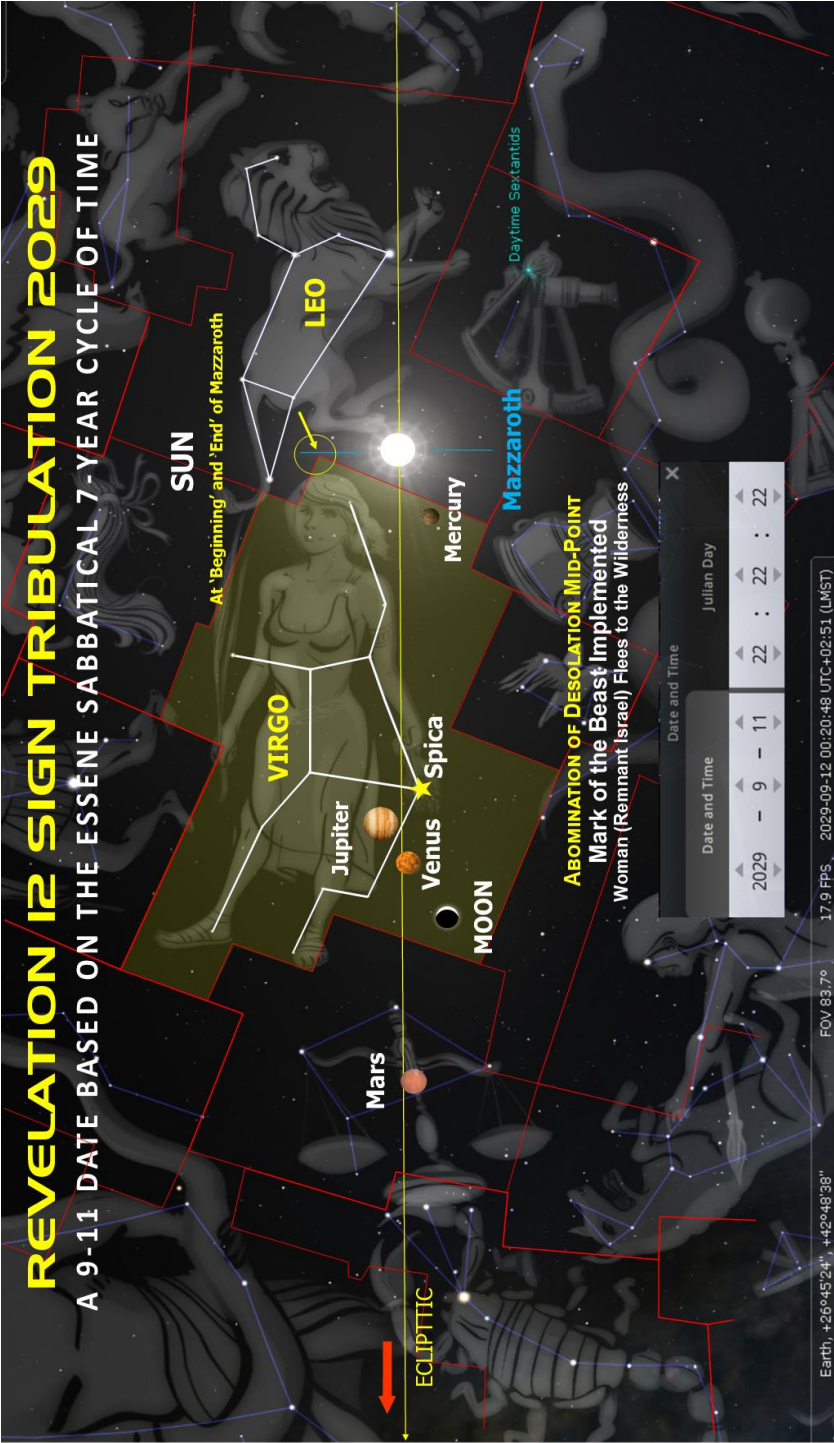 REVELATION 12 SIGN TRIBULATION 2029
A 9-11 DATE BASED ON THE ESSENE SABBATICAL 7-YEAR CYCLE OF TIME
SUN
At 'Beginning' and 'End' of Mazzaroth
LEO
VIRGO
Daytime Sextantids
Mazzaroth
Mercury
Spica
Jupiter
Venus
MOON
Mars
ECLIPTTIC
ABOMINATION OF DESOLATION MID-POINT
Mark of the Beast Implemented
Woman (Remnant Israel) Flees to the Wilderness
Date and Time
Date and Time
Julian Day
2029 – 9 – 11
22 : 22 : 22
Earth, +26°45'24", +42°48'38"
FOV 83.7°
17.9 FPS
2029-09-12 00:20:48 UTC+02:51 (LMST)